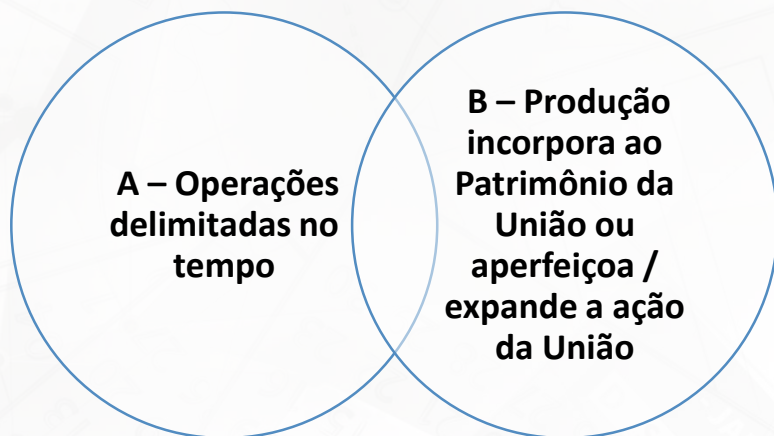 A – Operações
delimitadas no
tempo
B – Produção
incorpora ao
Patrimônio da
União ou
aperfeiçoa /
expande a ação
da União